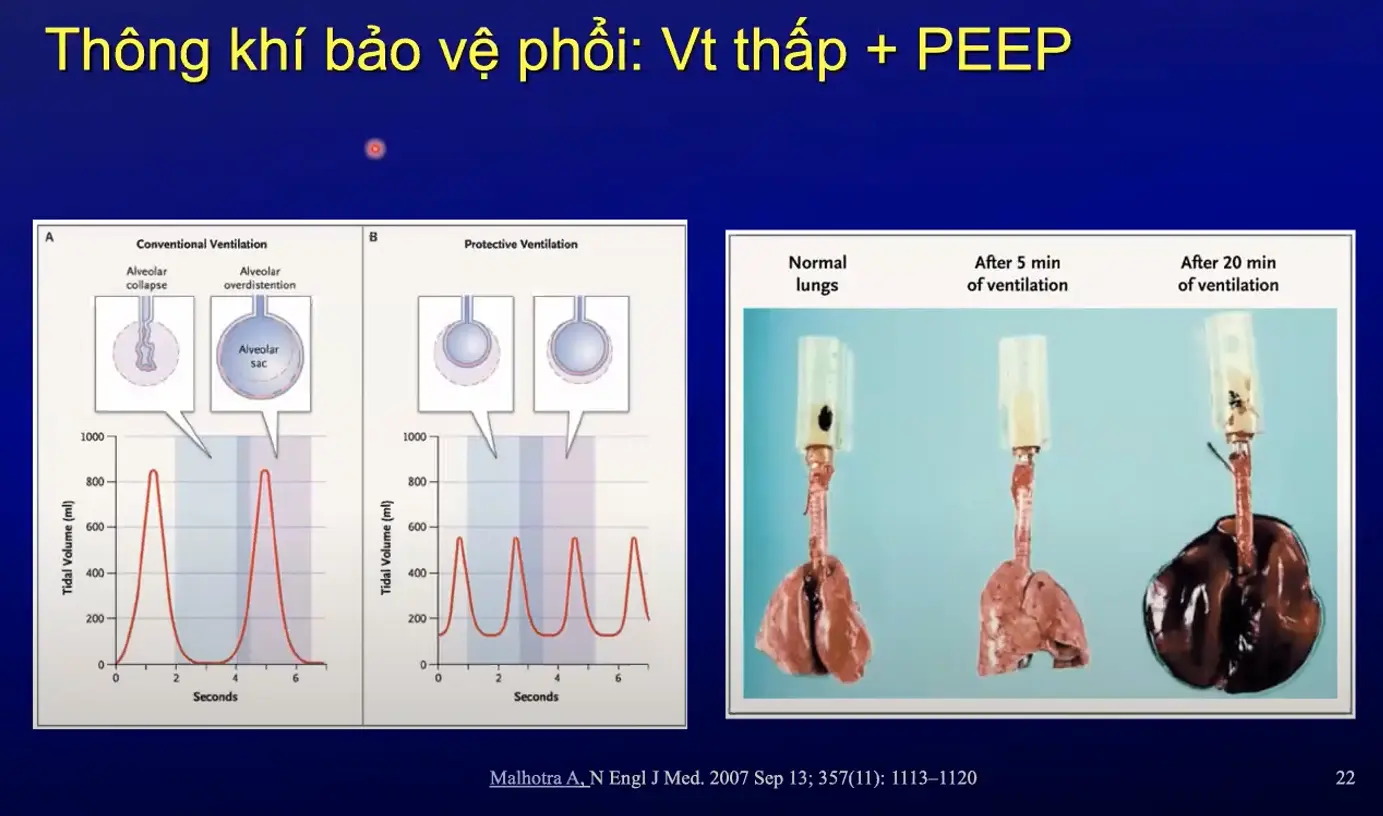 Thông khí bảo vệ phổi: Vt thấp + PEEP
A
Conventional Ventilation
Alveolar
collapse
Alveolar
overdistention
Alveolar
sac
1000
800
600
400
200
0
Tidal Volume (ml)
0 2 4 6
Seconds
B
Protective Ventilation
1000
800
600
400
200
0
Tidal Volume (ml)
0 2 4 6
Seconds
Normal
lungs
After 5 min
of ventilation
After 20 min
of ventilation
Malhotra A, N Engl J Med. 2007 Sep 13; 357(11): 1113–1120
22